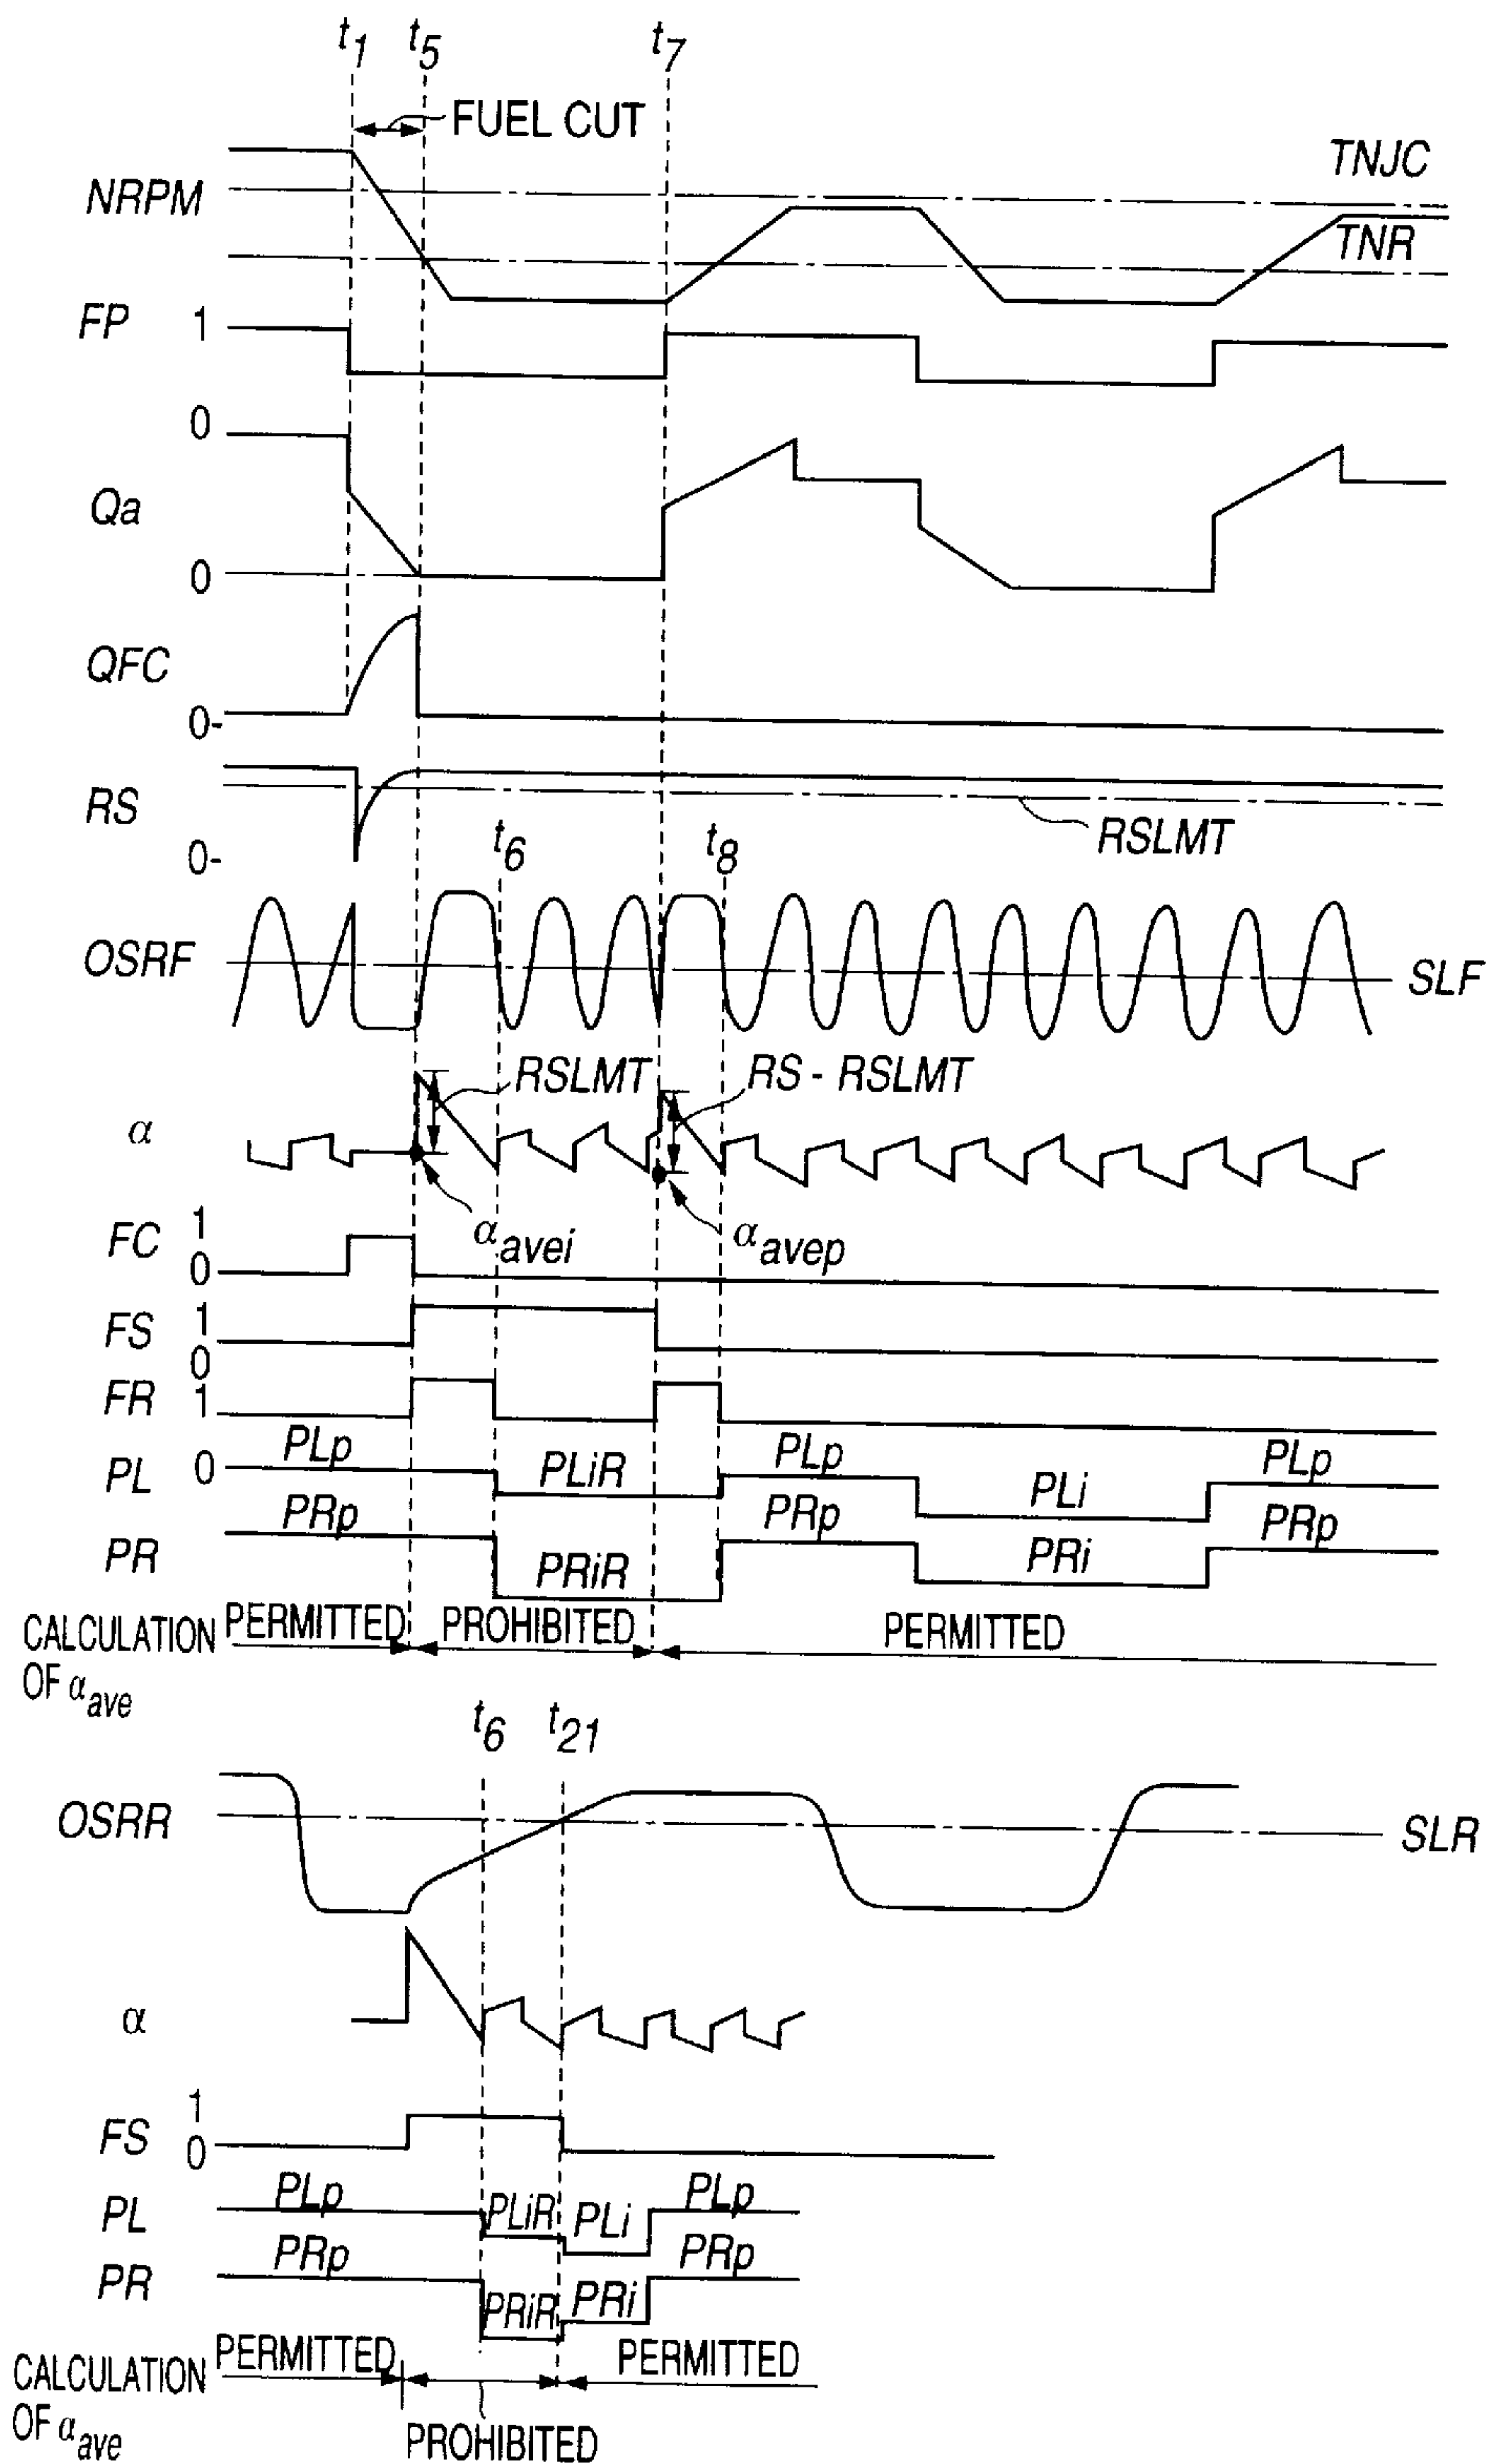 t1 t5 t7
FUEL CUT
TNJC
NRPM
TNR
FP 1
0
Qa
0
QFC
0-
RS
RSLMT
0-
t6 t8
OSRF
SLF
RSLMT RS - RSLMT
α
αavei αavep
FC 1
0
FS 1
0
FR 1
PLp PLiR PLp PLi PLp
PL 0
PRp PRiR PRp PRi PRp
PR
PERMITTED PROHIBITED PERMITTED
CALCULATION
OF αave
t6 t21
OSRR
SLR
α
FS 1
0
PLp PLiR PLi PLp
PL
PRp PRiR PRi PRp
PR
PERMITTED PERMITTED
CALCULATION
OF αave
PROHIBITED